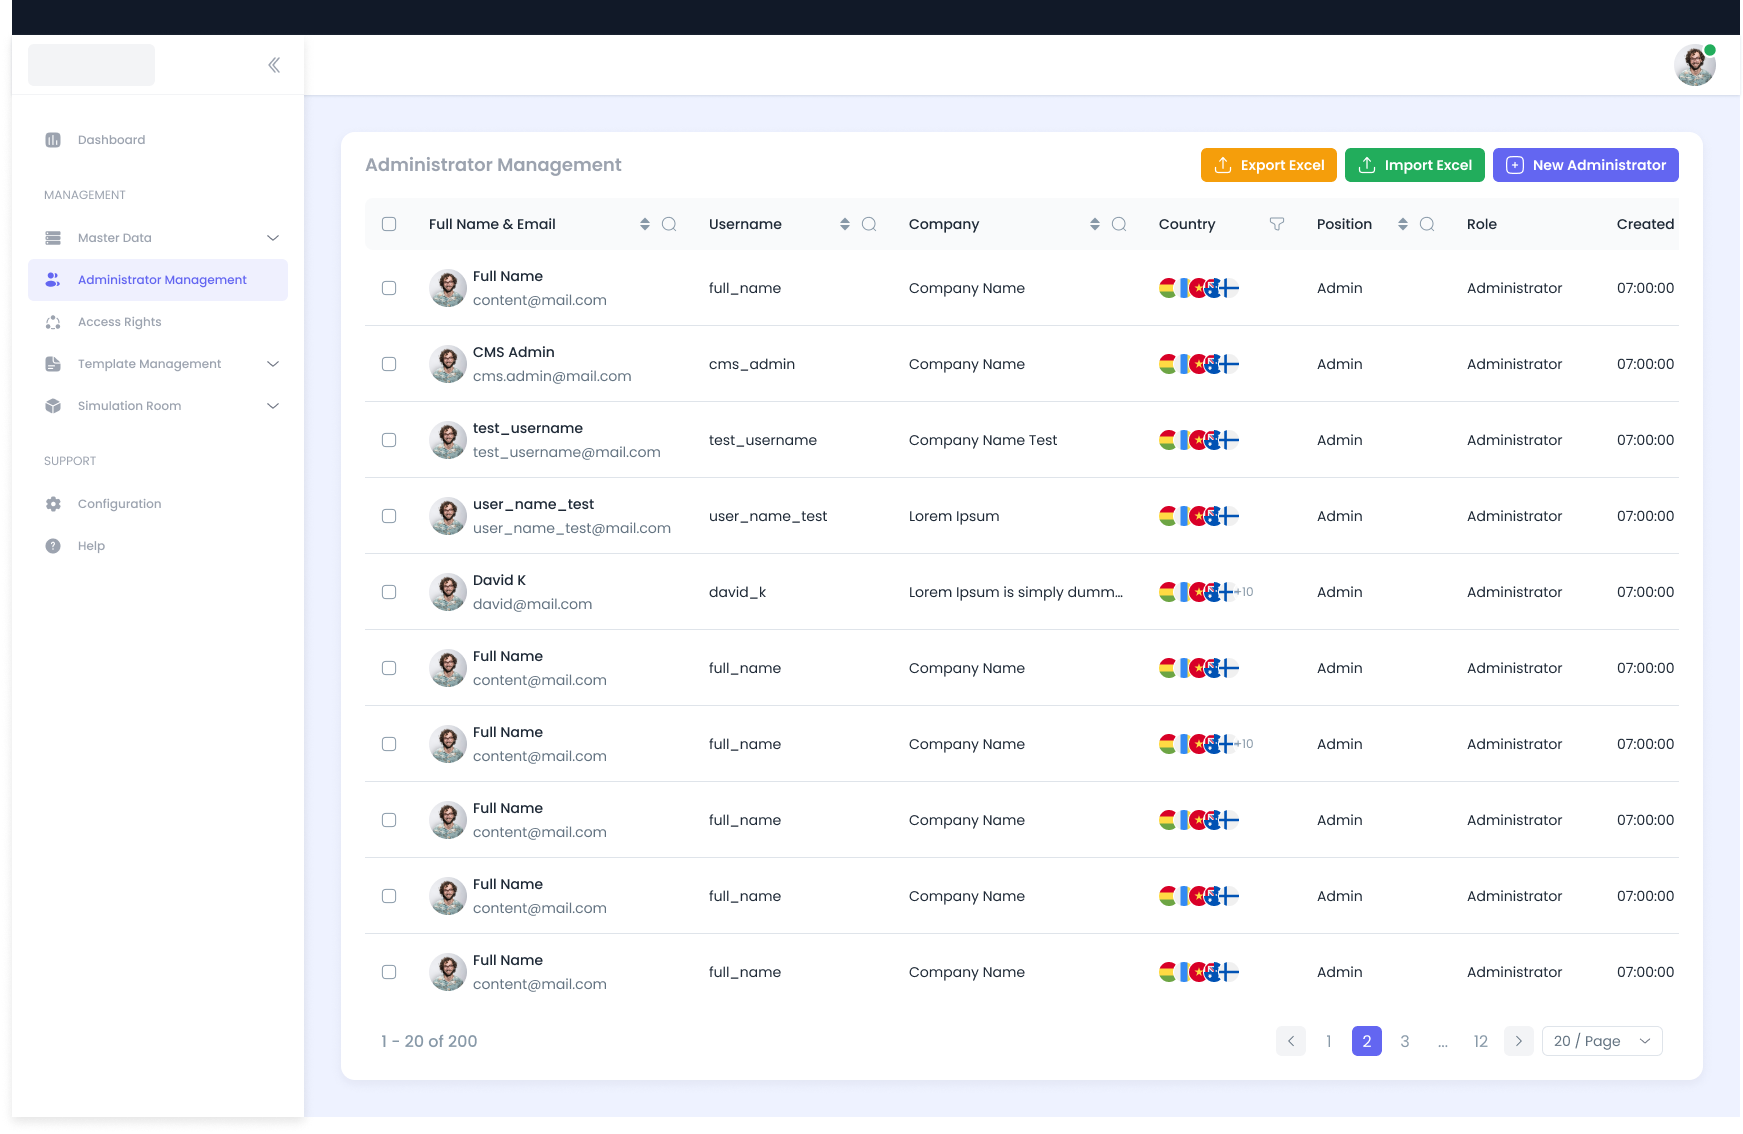 Dashboard
MANAGEMENT
Master Data
Administrator Management
Access Rights
Template Management
Simulation Room
SUPPORT
Configuration
Help
Administrator Management
Export Excel
Import Excel
New Administrator
Full Name & Email Username Company Country Position Role Created
Full Name
content@mail.com
full_name Company Name Admin Administrator 07:00:00
CMS Admin
cms.admin@mail.com
cms_admin Company Name Admin Administrator 07:00:00
test_username
test_username@mail.com
test_username Company Name Test Admin Administrator 07:00:00
user_name_test
user_name_test@mail.com
user_name_test Lorem Ipsum Admin Administrator 07:00:00
David K
david@mail.com
david_k Lorem Ipsum is simply dumm... +10 Admin Administrator 07:00:00
Full Name
content@mail.com
full_name Company Name Admin Administrator 07:00:00
Full Name
content@mail.com
full_name Company Name +10 Admin Administrator 07:00:00
Full Name
content@mail.com
full_name Company Name Admin Administrator 07:00:00
Full Name
content@mail.com
full_name Company Name Admin Administrator 07:00:00
Full Name
content@mail.com
full_name Company Name Admin Administrator 07:00:00
1 - 20 of 200
1 2 3 ... 12
20 / Page